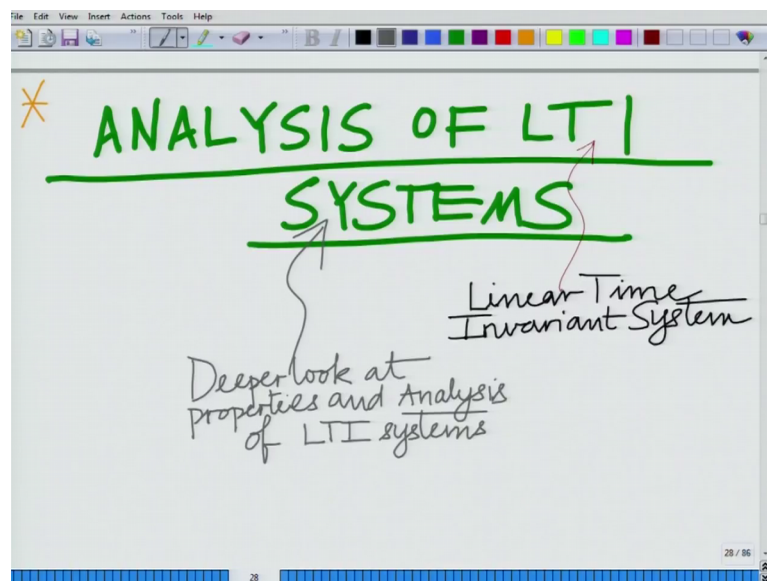 File Edit View Insert Actions Tools Help
B I
* ANALYSIS OF LTI
SYSTEMS
Linear Time
Invariant System
Deeper look at
properties and Analysis
of LTI systems
28 / 86
28